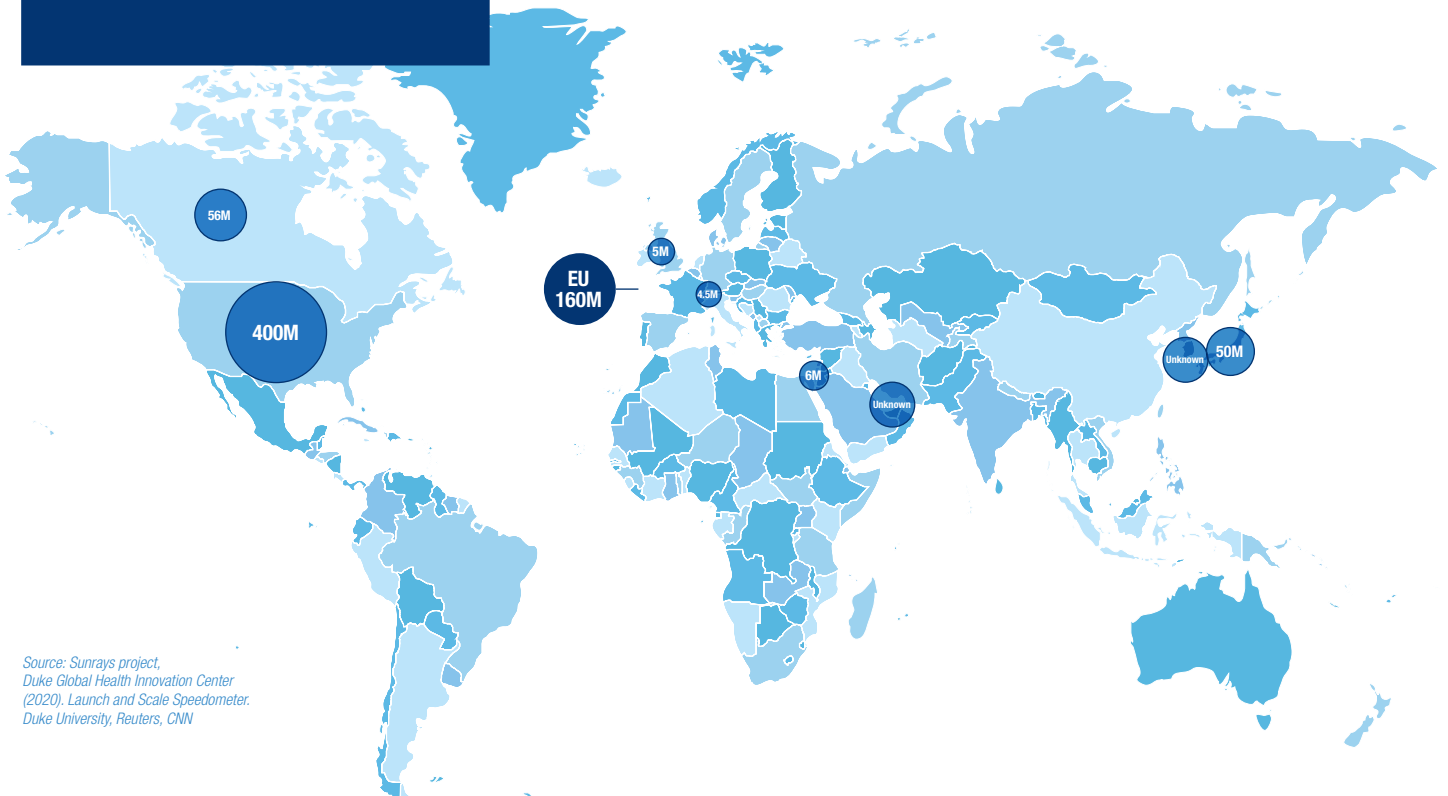 56M
400M
EU
160M
5M
4.5M
6M
Unknown
Unknown
50M
Source: Sunrays project,
Duke Global Health Innovation Center
(2020). Launch and Scale Speedometer.
Duke University, Reuters, CNN